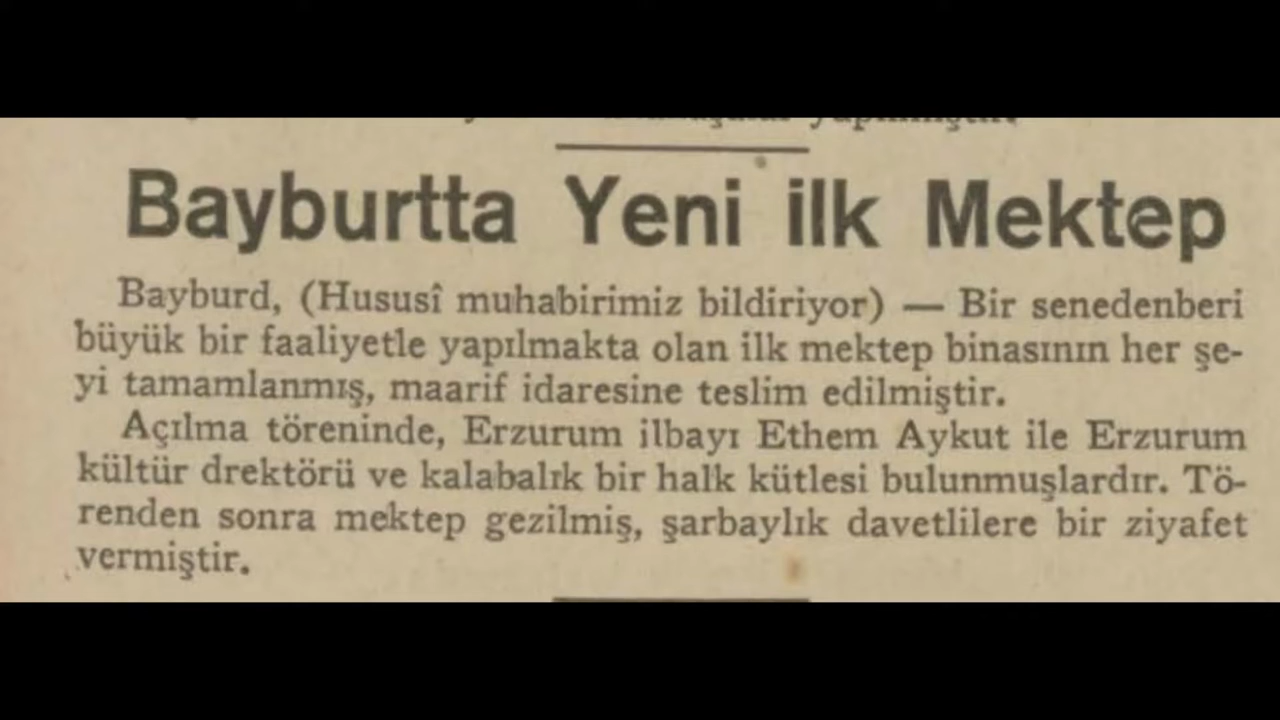 Bayburtta Yeni ilk Mektep
Bayburd, (Hususî muhabirimiz bildiriyor) — Bir senedenberi
büyük bir faaliyetle yapılmakta olan ilk mektep binasının her şe-
yi tamamlanmış, maarif idaresine teslim edilmiştir.
Açılma töreninde, Erzurum ilbayı Ethem Aykut ile Erzurum
kültür drektörü ve kalabalık bir halk kütlesi bulunmuşlardır. Tö-
renden sonra mektep gezilmiş, şarbaylık davetlilere bir ziyafet
vermiştir.